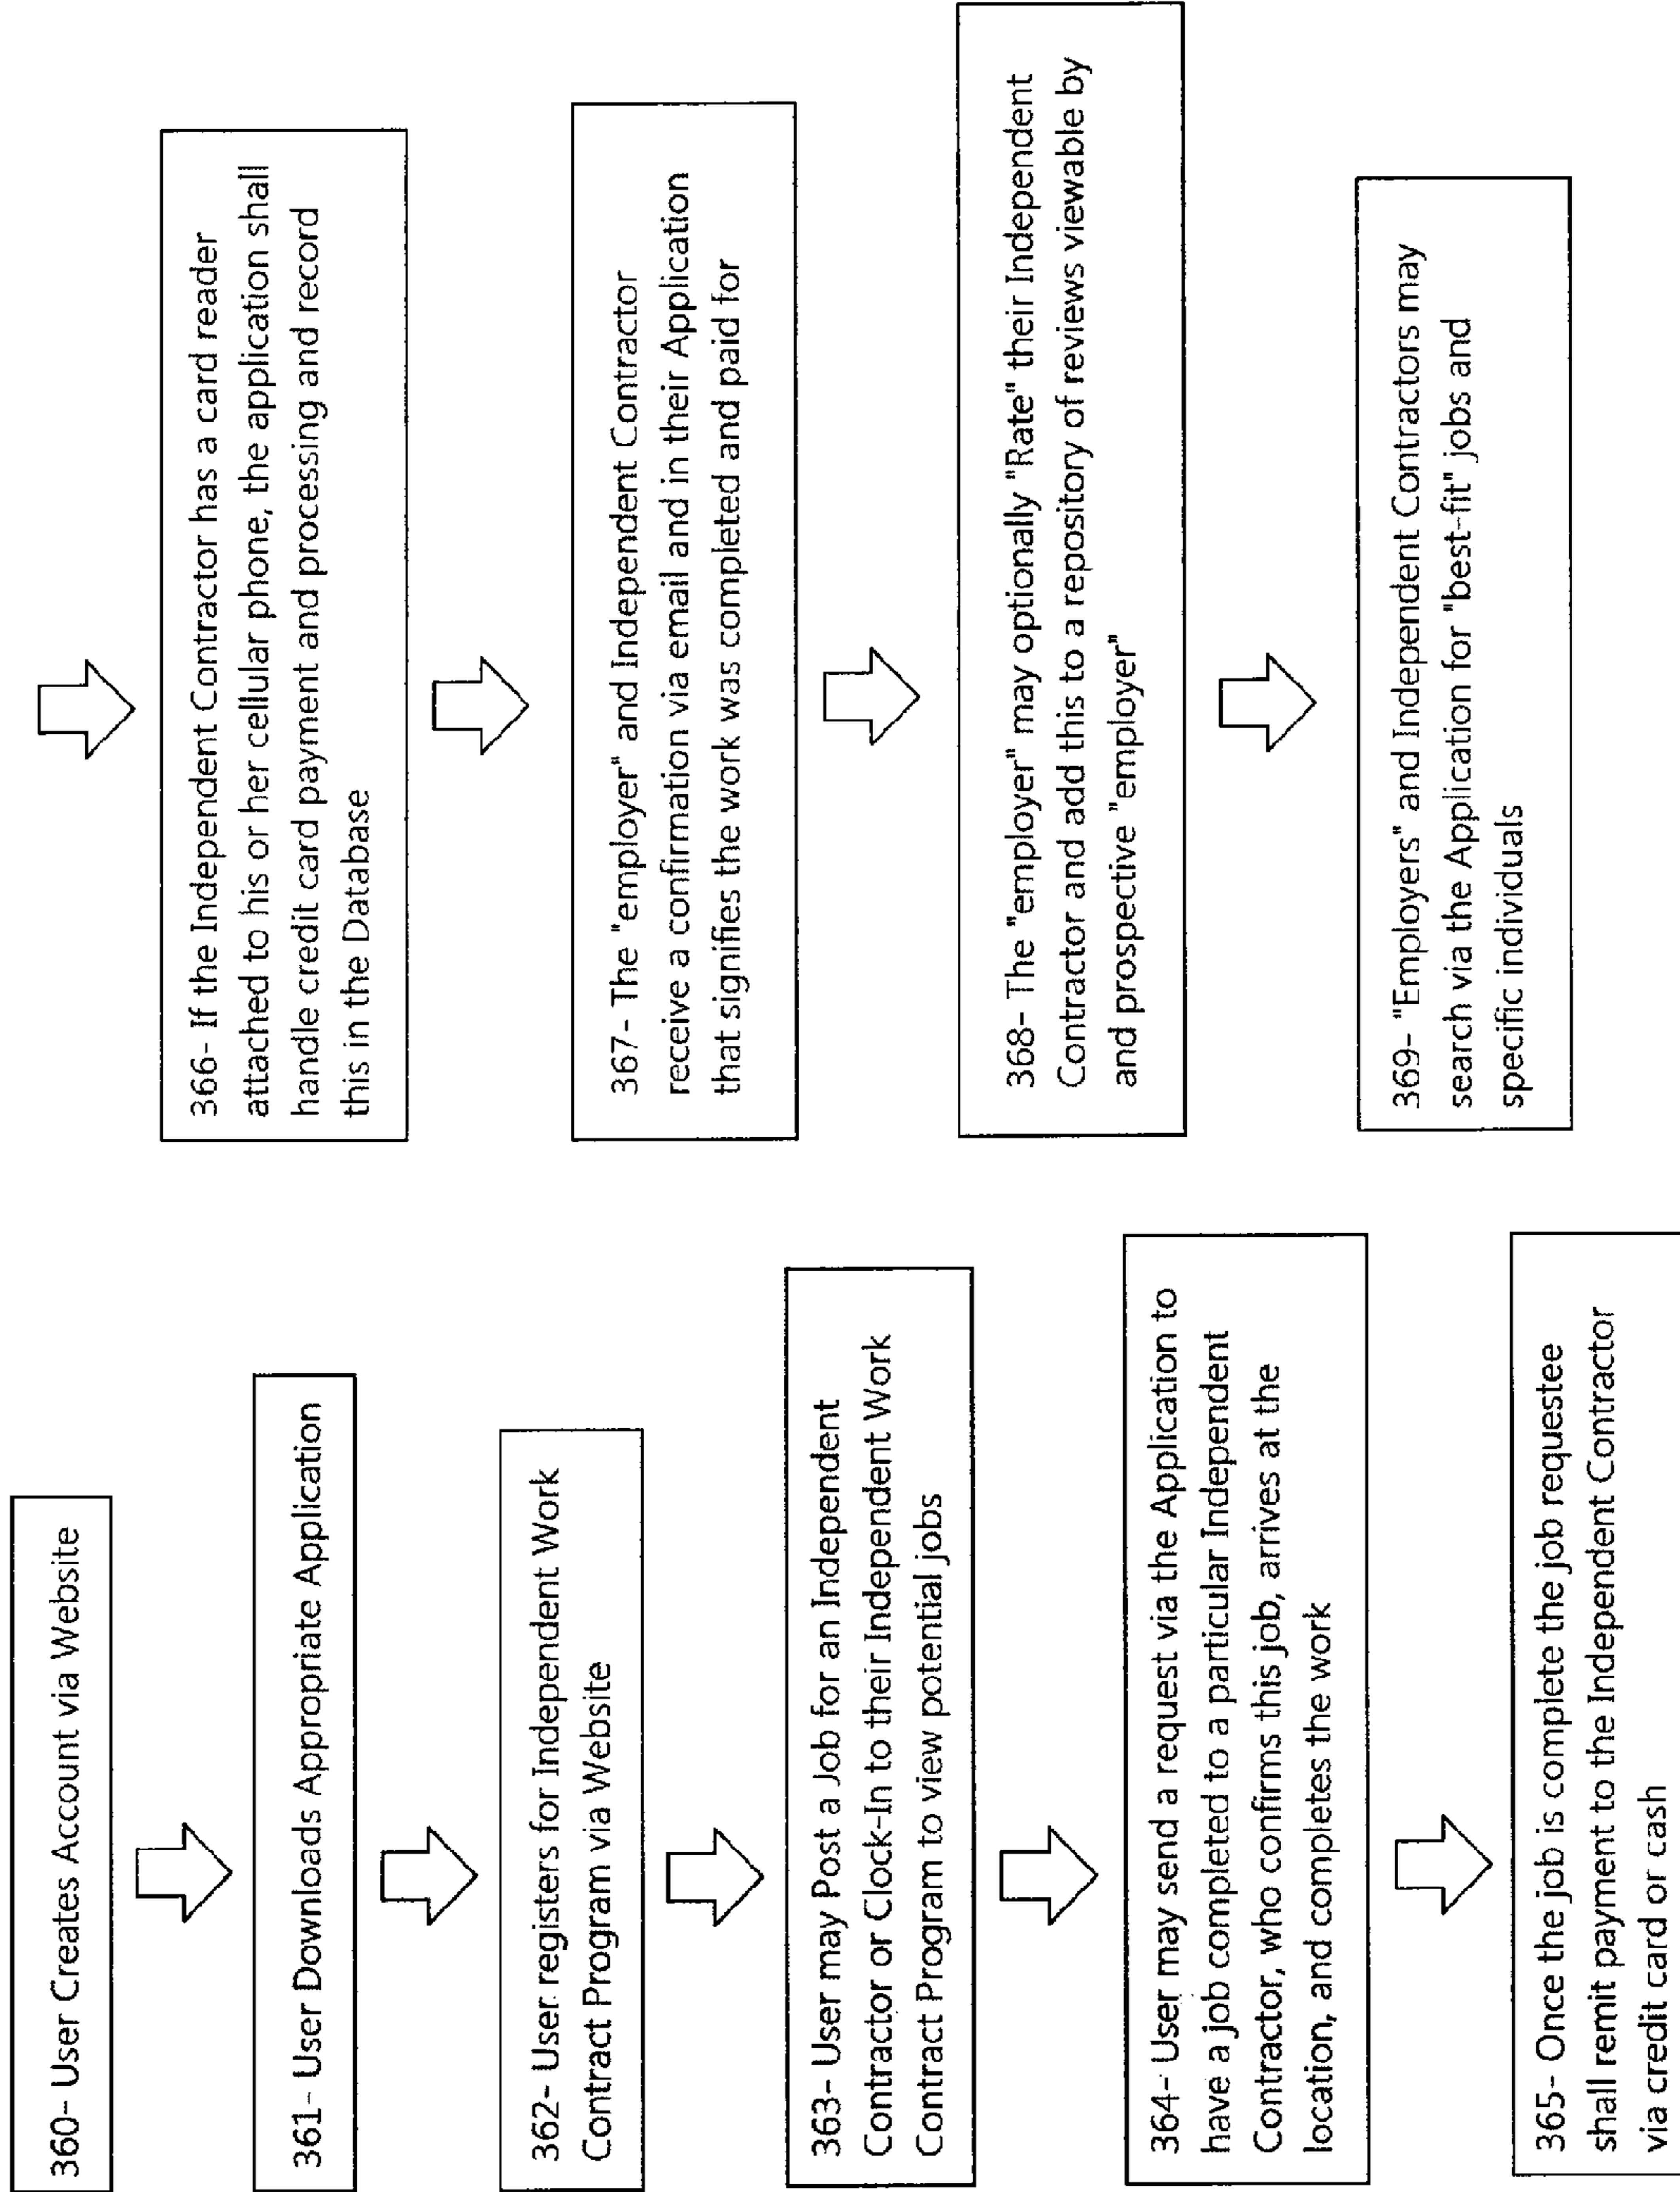 360- User Creates Account via Website
361- User Downloads Appropriate Application
362- User registers for Independent Work
Contract Program via Website
363- User may Post a Job for an Independent
Contractor or Clock-In to their Independent Work
Contract Program to view potential jobs
364- User may send a request via the Application to
have a job completed to a particular Independent
Contractor, who confirms this job, arrives at the
location, and completes the work
365- Once the job is complete the job requestee
shall remit payment to the Independent Contractor
via credit card or cash
366- If the Independent Contractor has a card reader
attached to his or her cellular phone, the application shall
handle credit card payment and processing and record
this in the Database
367- The "employer" and Independent Contractor
receive a confirmation via email and in their Application
that signifies the work was completed and paid for
368- The "employer" may optionally "Rate" their Independent
Contractor and add this to a repository of reviews viewable by
and prospective "employer"
369- "Employers" and Independent Contractors may
search via the Application for "best-fit" jobs and
specific individuals